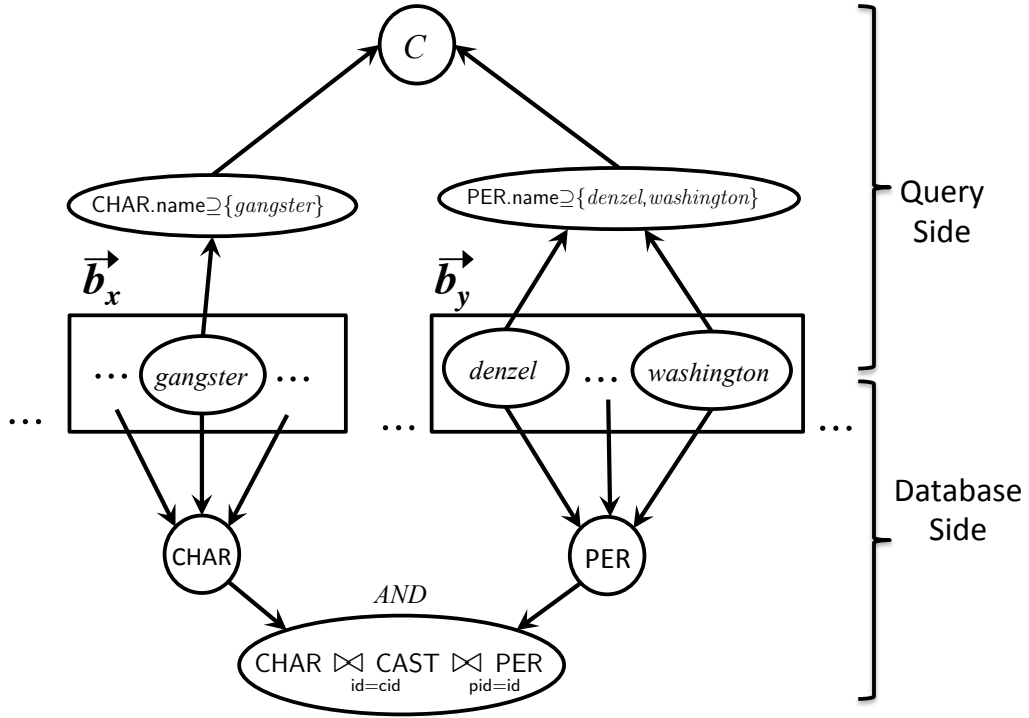 C
CHAR.name⊇{gangster}
PER.name⊇{denzel,washington}
Query
Side
b⃗x
b⃗y
... gangster ...
denzel ... washington
... ... ...
Database
Side
CHAR
PER
AND
CHAR ⋈ CAST ⋈ PER
id=cid pid=id